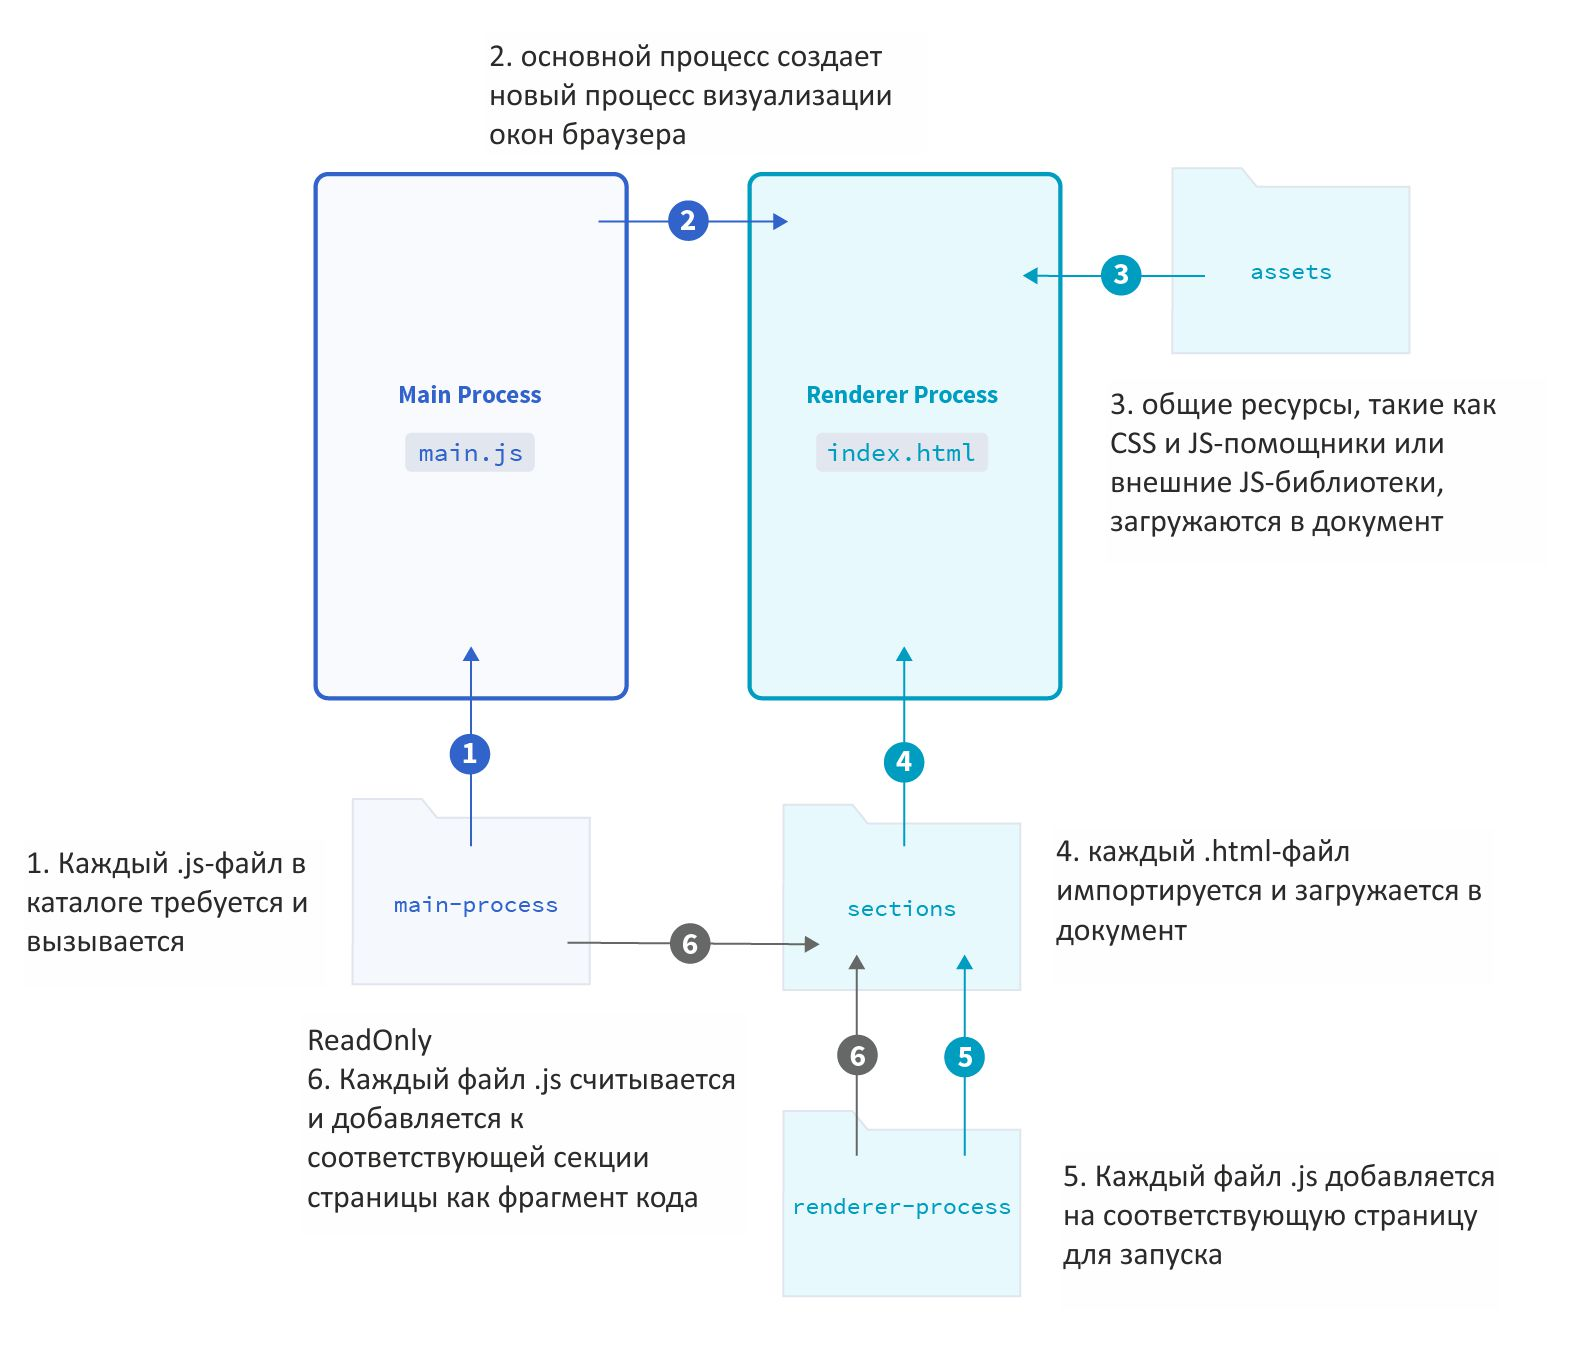 2. основной процесс создает
новый процесс визуализации
окон браузера
2
3
assets
Main Process
main.js
Renderer Process
index.html
3. общие ресурсы, такие как
CSS и JS-помощники или
внешние JS-библиотеки,
загружаются в документ
1
4
1. Каждый .js-файл в
каталоге требуется и
вызывается
main-process
6
sections
4. каждый .html-файл
импортируется и загружается в
документ
ReadOnly
6. Каждый файл .js считывается
и добавляется к
соответствующей секции
страницы как фрагмент кода
6
5
renderer-process
5. Каждый файл .js добавляется
на соответствующую страницу
для запуска